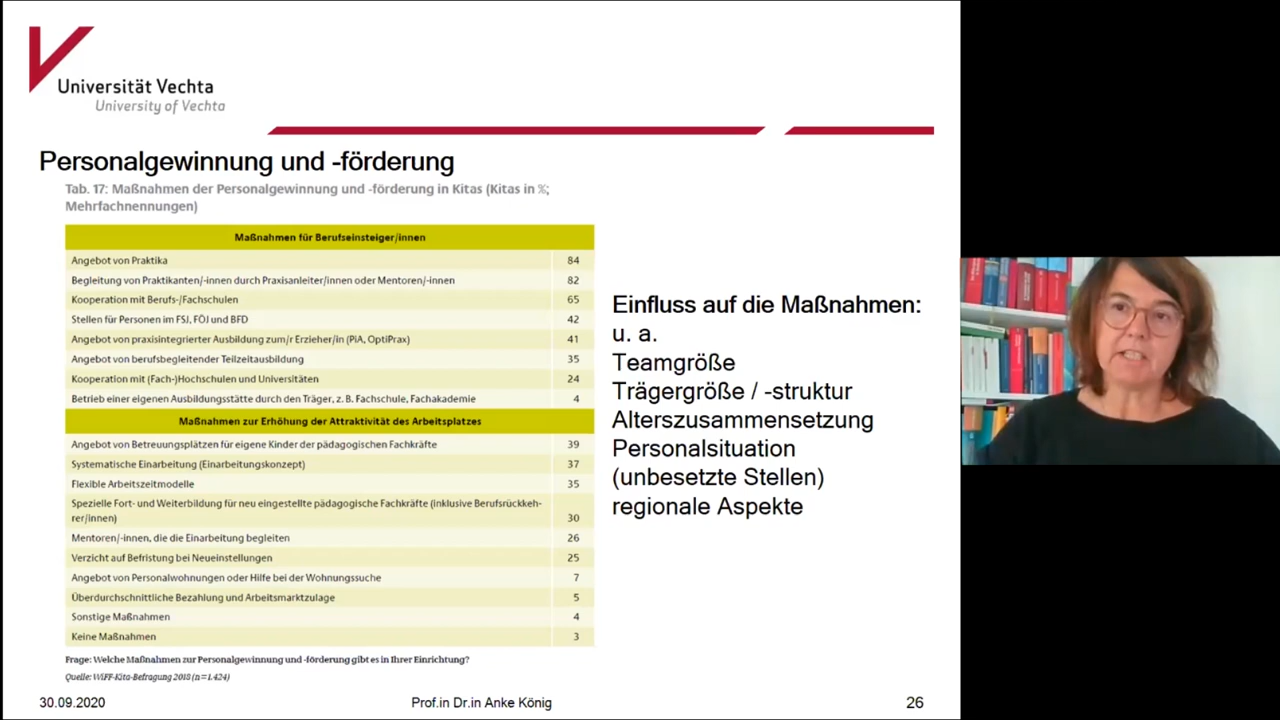 Universität Vechta
University of Vechta
Personalgewinnung und -förderung
Tab. 17: Maßnahmen der Personalgewinnung und -förderung in Kitas (Kitas in %;
Mehrfachnennungen)
Maßnahmen für Berufseinsteiger/innen
Angebot von Praktika 84
Begleitung von Praktikanten/-innen durch Praxisanleiter/innen oder Mentoren/-innen 82
Kooperation mit Berufs-/Fachschulen 65
Stellen für Personen im FSJ, FÖJ und BFD 42
Angebot von praxisintegrierter Ausbildung zum/r Erzieher/in (PiA, OptiPrax) 41
Angebot von berufsbegleitender Teilzeitausbildung 35
Kooperation mit (Fach-)Hochschulen und Universitäten 24
Betrieb einer eigenen Ausbildungsstätte durch den Träger, z. B. Fachschule, Fachakademie 4
Maßnahmen zur Erhöhung der Attraktivität des Arbeitsplatzes
Angebot von Betreuungsplätzen für eigene Kinder der pädagogischen Fachkräfte 39
Systematische Einarbeitung (Einarbeitungskonzept) 37
Flexible Arbeitszeitmodelle 35
Spezielle Fort- und Weiterbildung für neu eingestellte pädagogische Fachkräfte (inklusive Berufsrückkeh-
rer/innen) 30
Mentoren/-innen, die die Einarbeitung begleiten 26
Verzicht auf Befristung bei Neueinstellungen 25
Angebot von Personalwohnungen oder Hilfe bei der Wohnungssuche 7
Überdurchschnittliche Bezahlung und Arbeitsmarktzulage 5
Sonstige Maßnahmen 4
Keine Maßnahmen 3
Frage: Welche Maßnahmen zur Personalgewinnung und -förderung gibt es in Ihrer Einrichtung?
Quelle: WiFF-Kita-Befragung 2018 (n=1.424)
Einfluss auf die Maßnahmen:
u. a.
Teamgröße
Trägergröße / -struktur
Alterszusammensetzung
Personalsituation
(unbesetzte Stellen)
regionale Aspekte
30.09.2020
Prof.in Dr.in Anke König
26